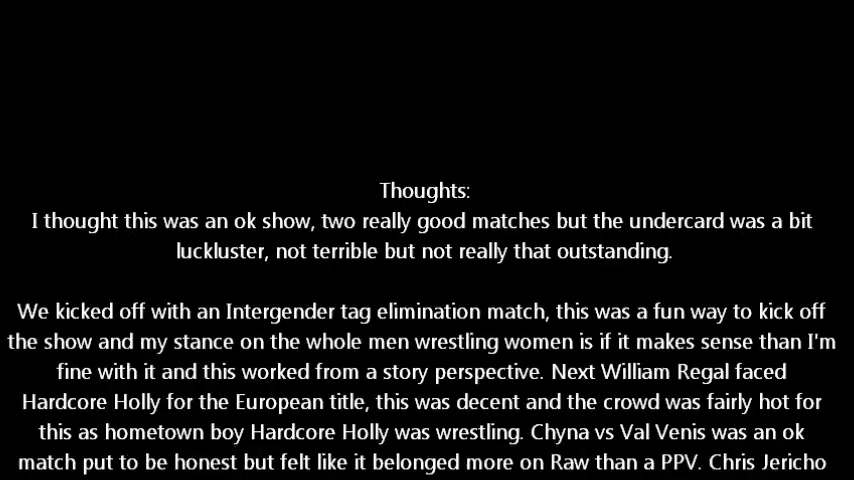 Thoughts:
I thought this was an ok show, two really good matches but the undercard was a bit
luckluster, not terrible but not really that outstanding.
We kicked off with an Intergender tag elimination match, this was a fun way to kick off
the show and my stance on the whole men wrestling women is if it makes sense than I'm
fine with it and this worked from a story perspective. Next William Regal faced
Hardcore Holly for the European title, this was decent and the crowd was fairly hot for
this as hometown boy Hardcore Holly was wrestling. Chyna vs Val Venis was an ok
match put to be honest but felt like it belonged more on Raw than a PPV. Chris Jericho